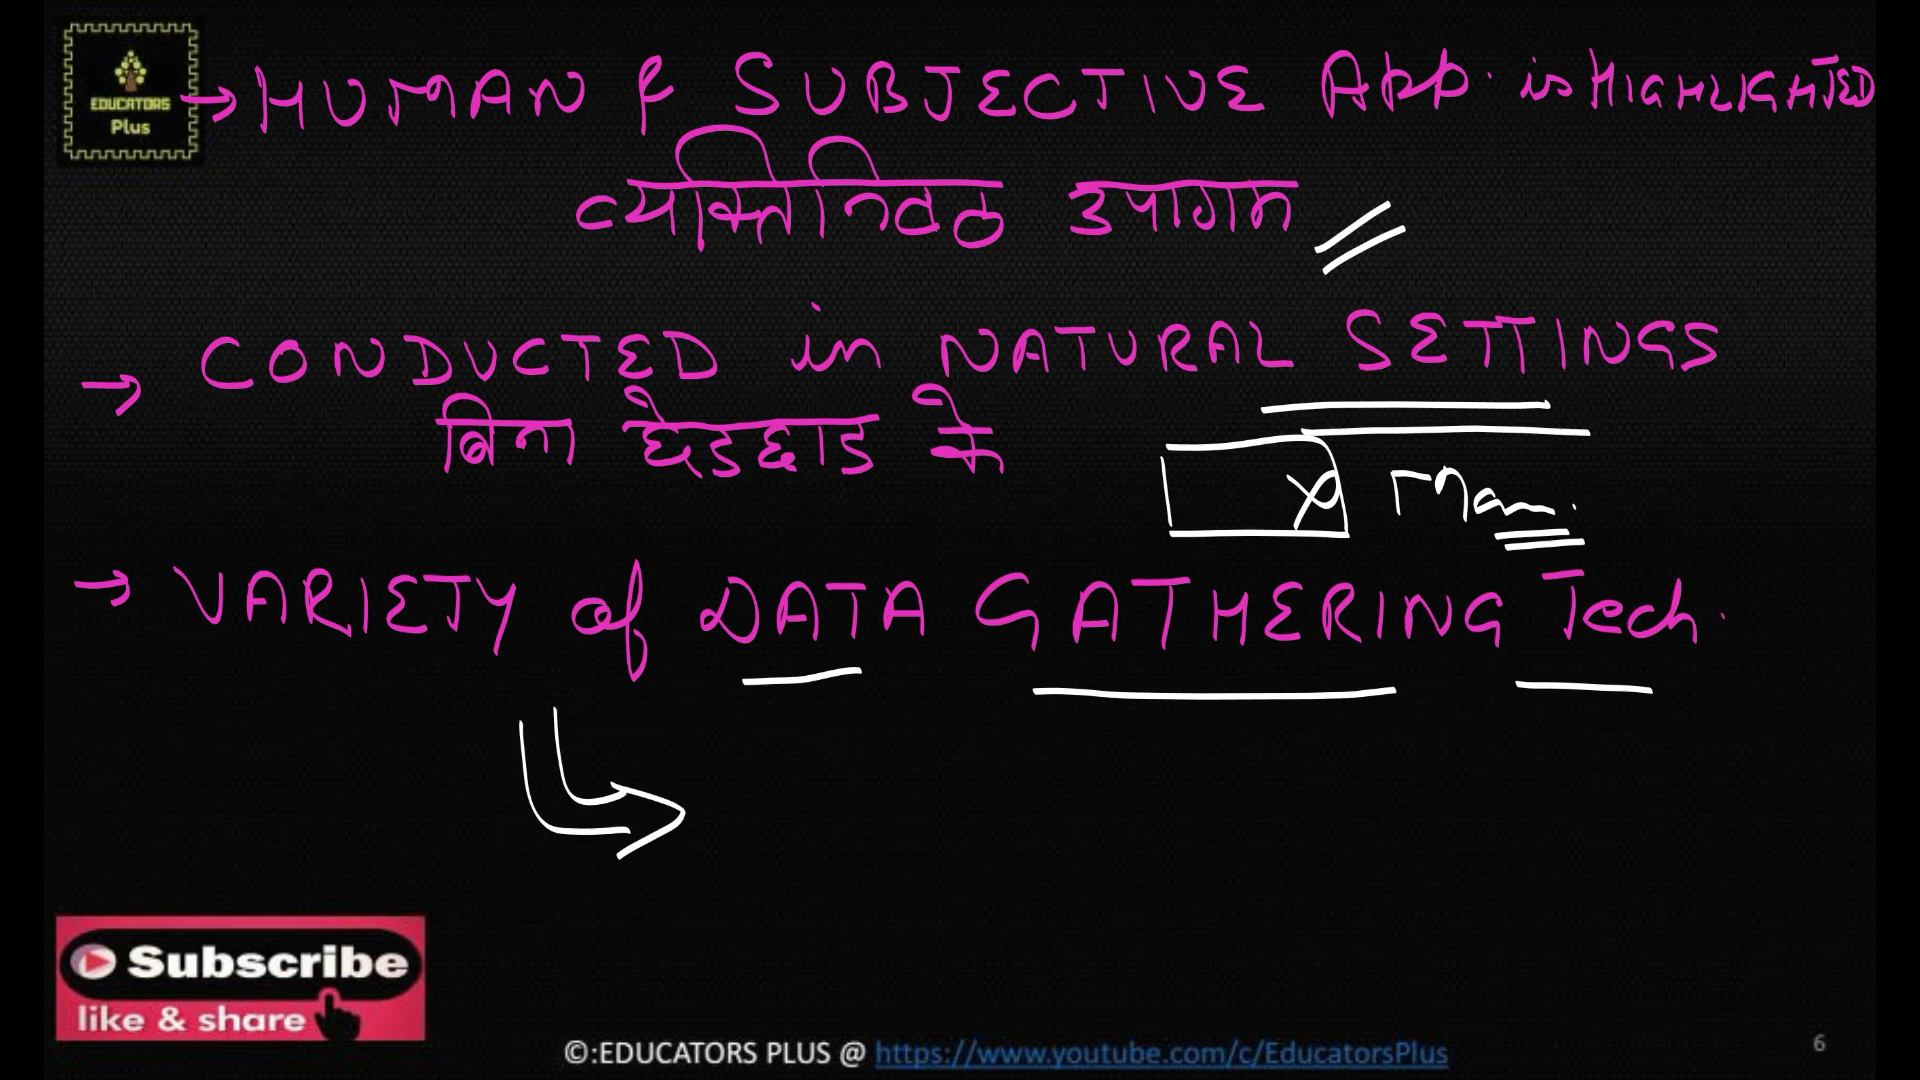 EDUCATORS
Plus
→ HUMAN & SUBJECTIVE App. is HIGHLIGHTED
व्यक्तिनिष्ठ उपागम
→ CONDUCTED in NATURAL SETTINGS
बिना छेड़छाड़ के
X Man.
→ VARIETY of DATA GATHERING Tech.
Subscribe
like & share
©:EDUCATORS PLUS @ https://www.youtube.com/c/EducatorsPlus
6